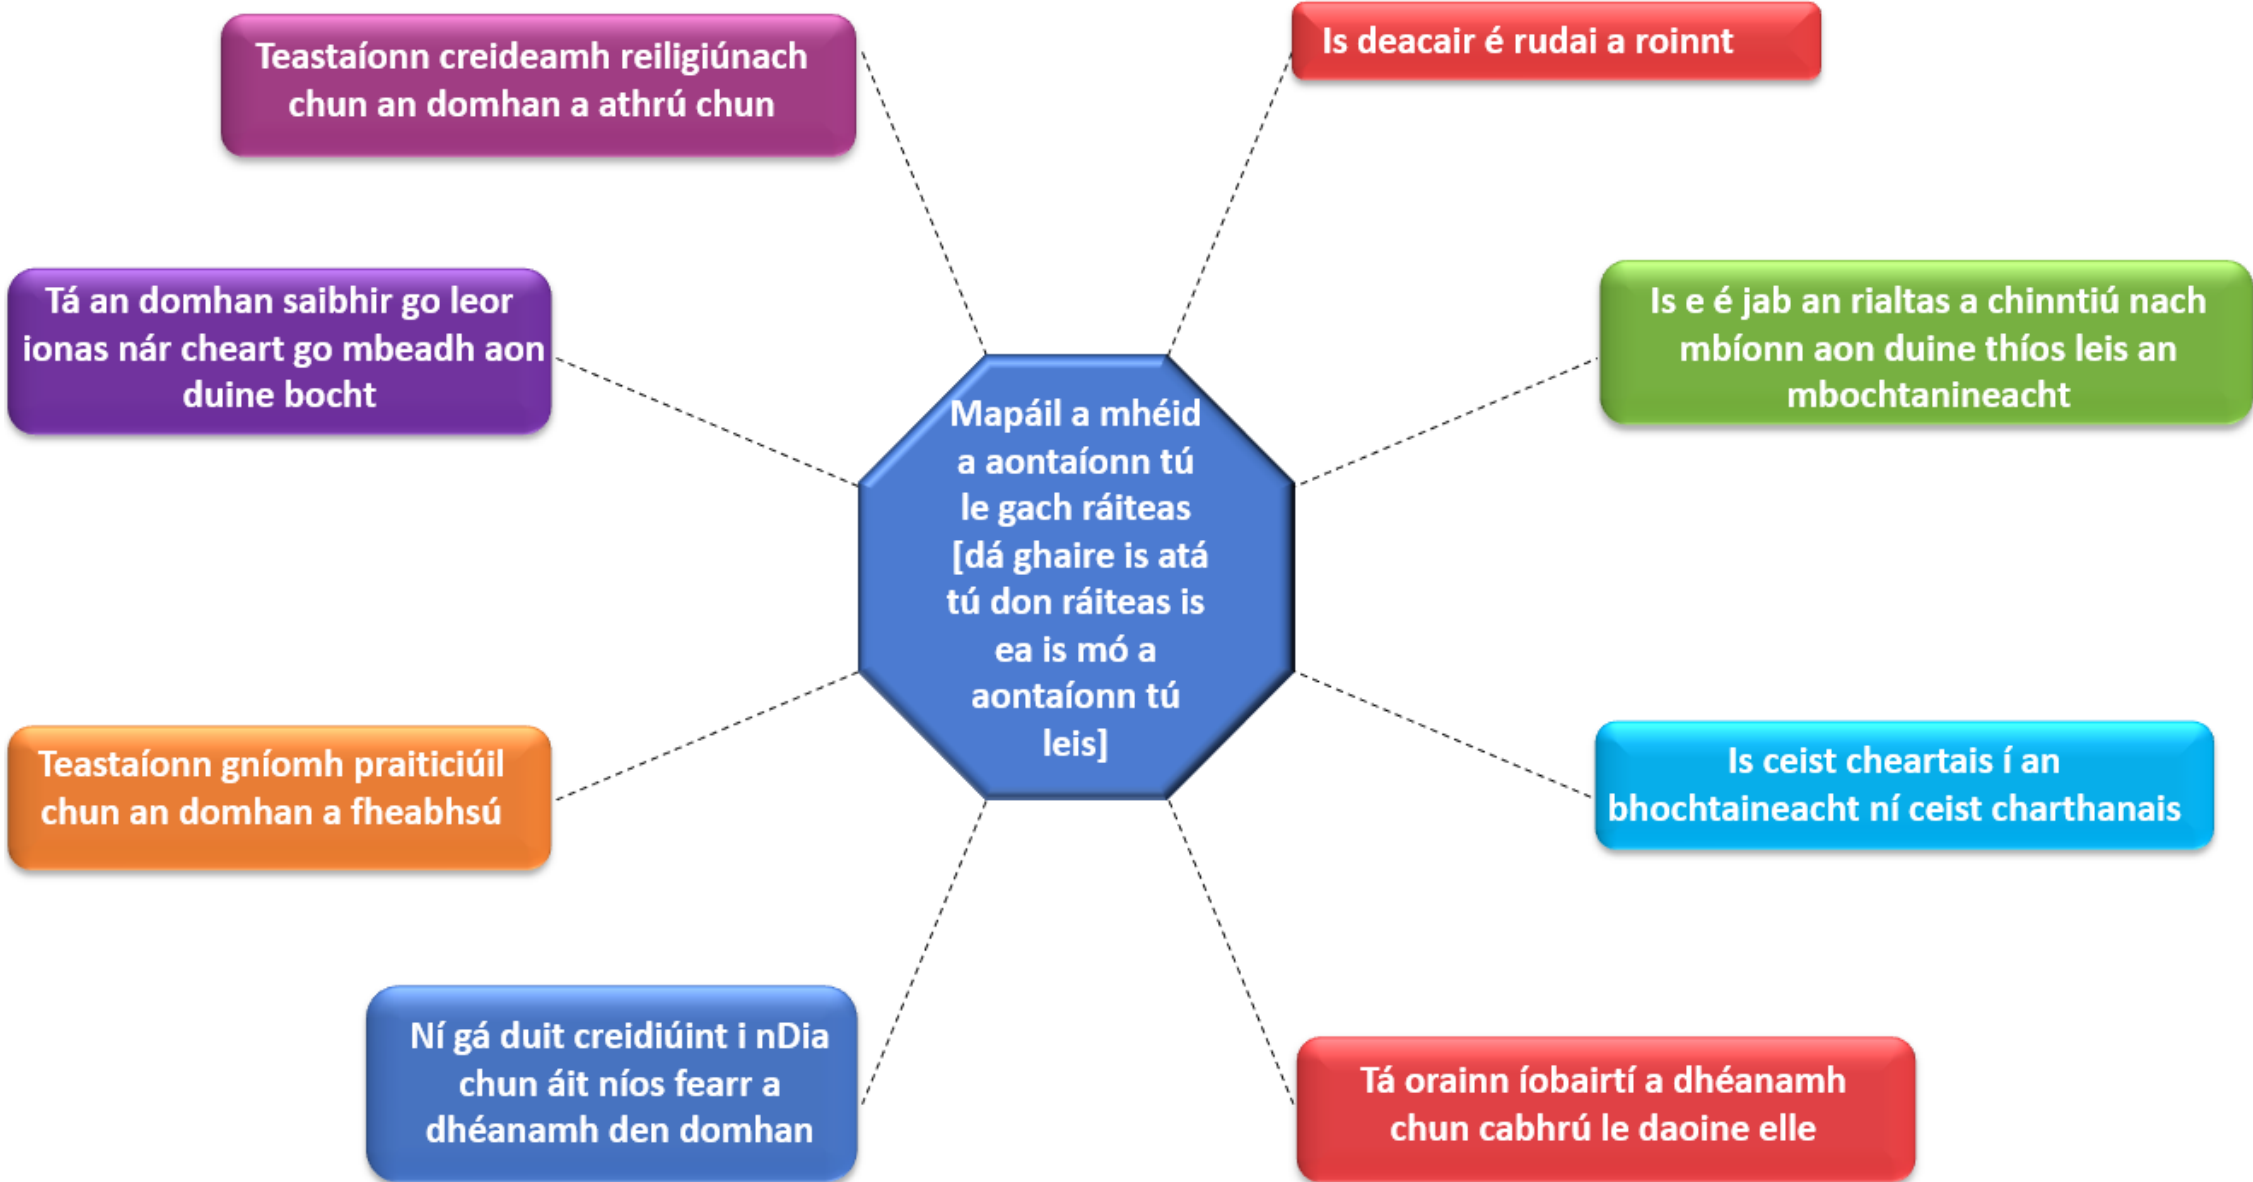 Teastaíonn creideamh reiligiúnach
chun an domhan a athrú chun
Is deacair é rudai a roinnt
Tá an domhan saibhir go leor
ionas nár cheart go mbeadh aon
duine bocht
Is e é jab an rialtas a chinntiú nach
mbíonn aon duine thíos leis an
mbochtanineacht
Mapáil a mhéid
a aontaíonn tú
le gach ráiteas
[dá ghaire is atá
tú don ráiteas is
ea is mó a
aontaíonn tú
leis]
Teastaíonn gníomh praiticiúil
chun an domhan a fheabhsú
Is ceist cheartais í an
bhochtaineacht ní ceist charthanais
Ní gá duit creidiúint i nDia
chun áit níos fearr a
dhéanamh den domhan
Tá orainn íobairtí a dhéanamh
chun cabhrú le daoine elle